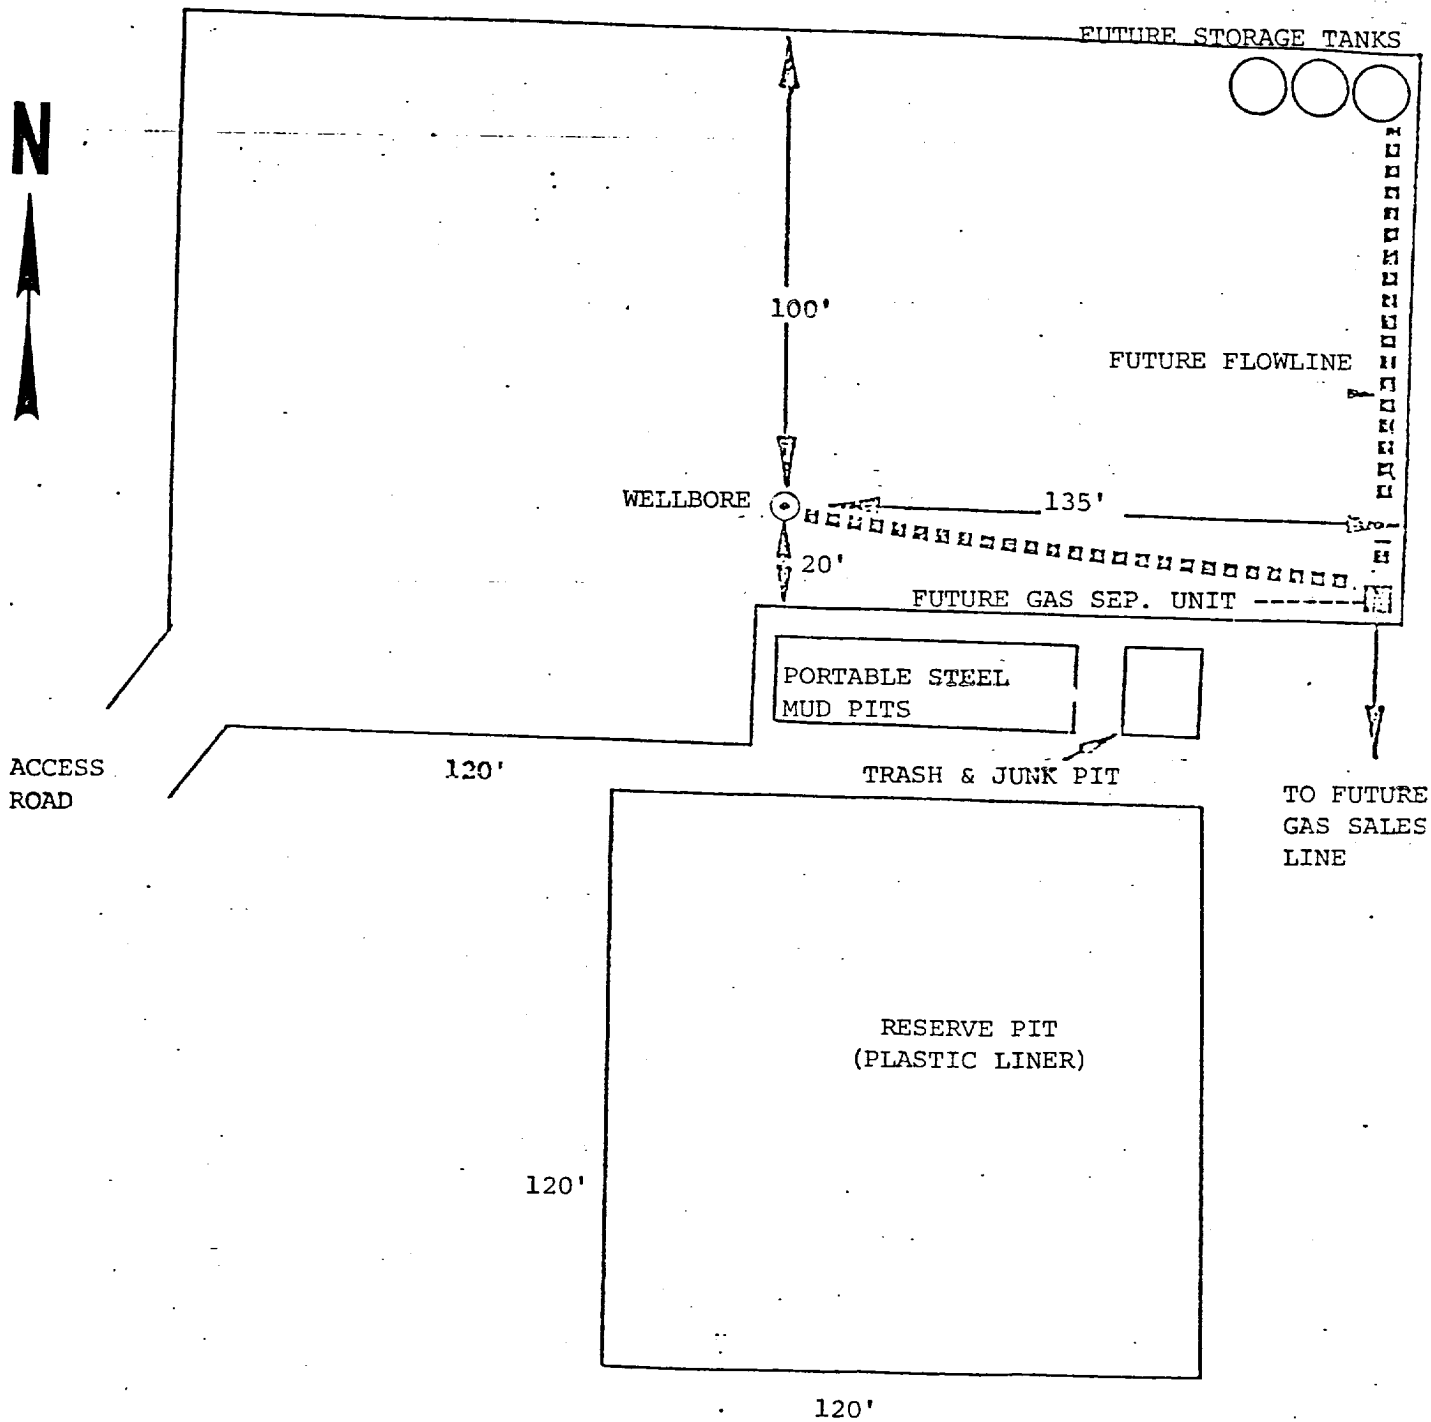 FUTURE STORAGE TANKS
N
100'
FUTURE FLOWLINE
WELLBORE
135'
20'
FUTURE GAS SEP. UNIT
PORTABLE STEEL
MUD PITS
ACCESS
ROAD
120'
TRASH & JUNK PIT
TO FUTURE
GAS SALES
LINE
RESERVE PIT
(PLASTIC LINER)
120'
120'